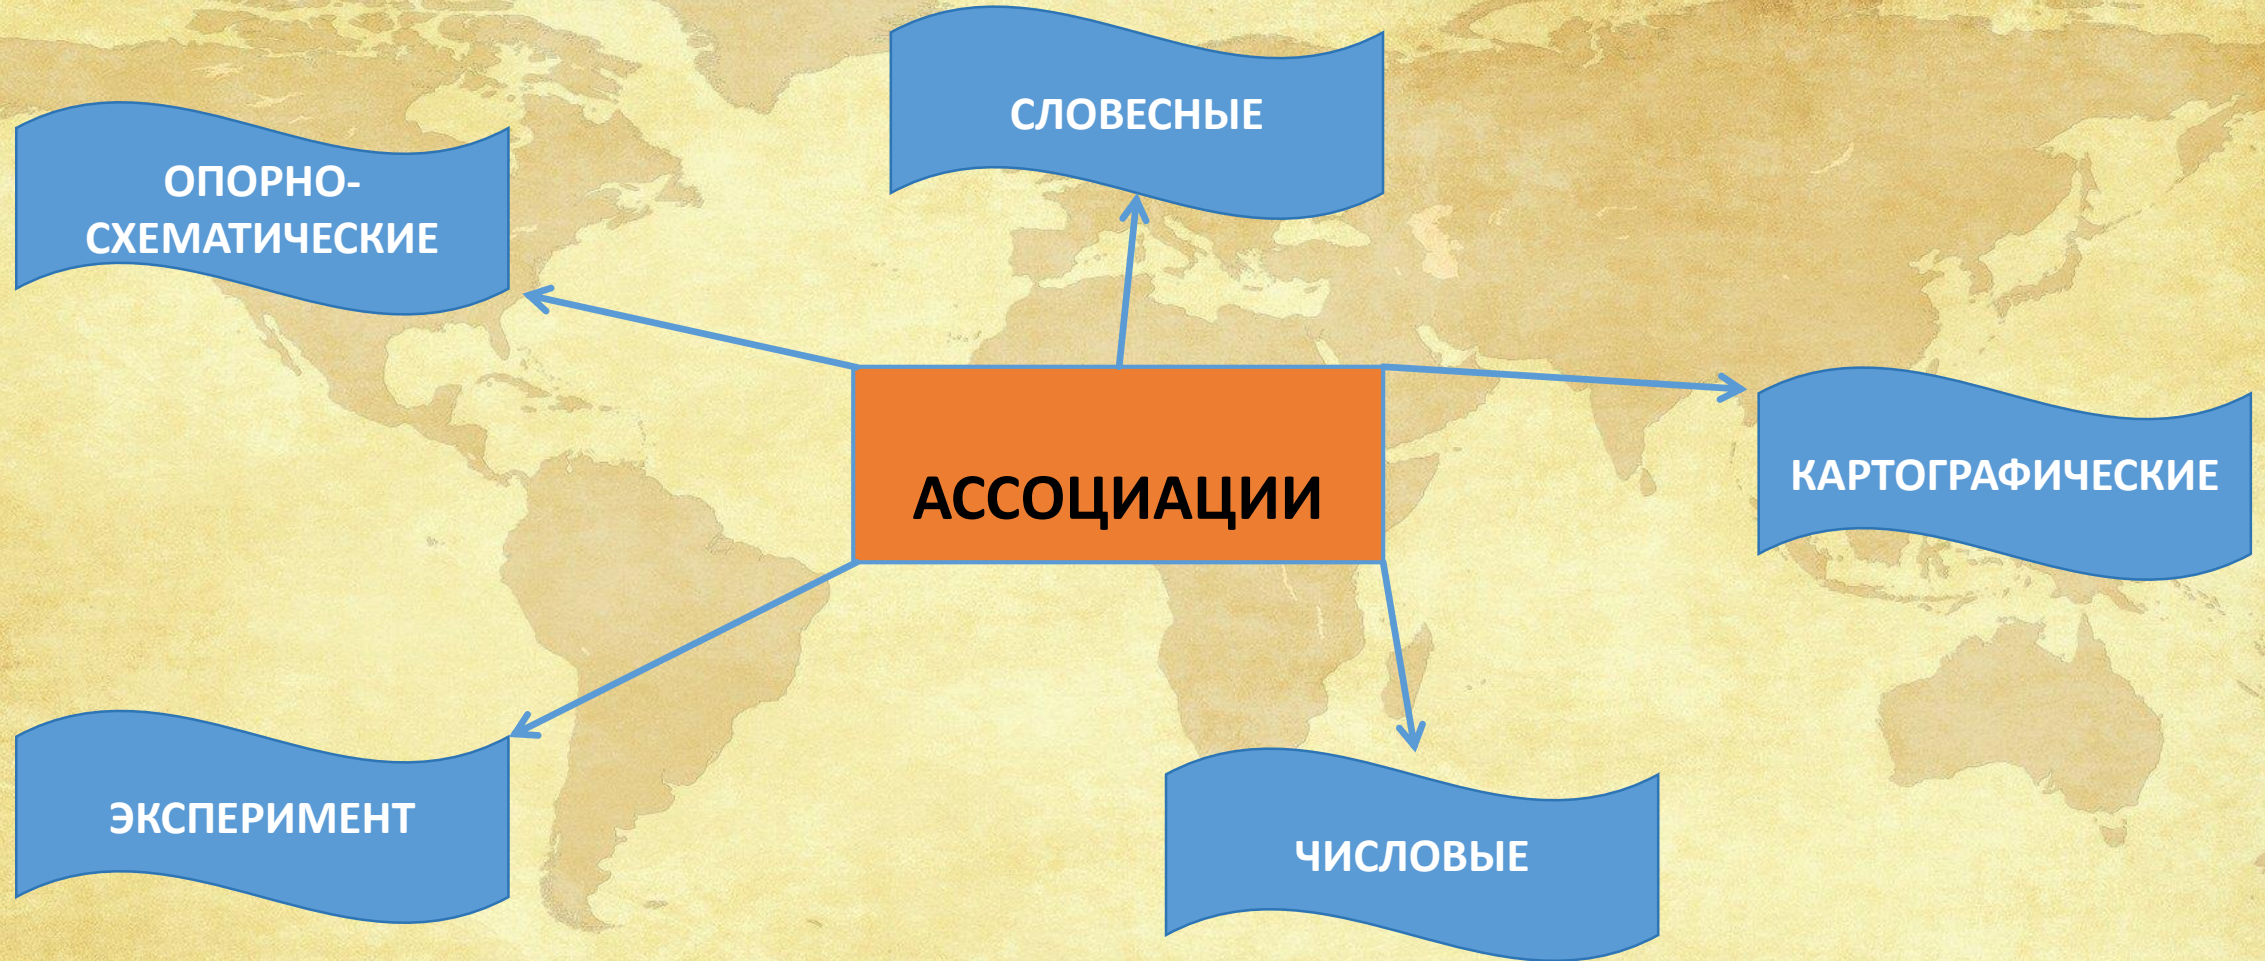 СЛОВЕСНЫЕ
ОПОРНО-
СХЕМАТИЧЕСКИЕ
АССОЦИАЦИИ
КАРТОГРАФИЧЕСКИЕ
ЭКСПЕРИМЕНТ
ЧИСЛОВЫЕ